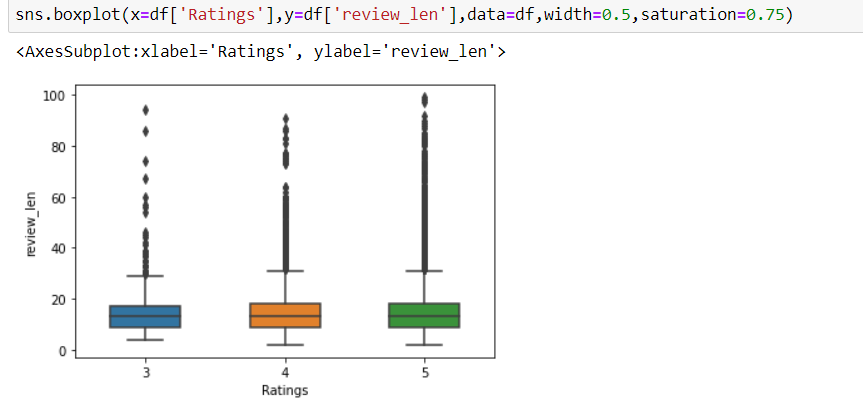 sns.boxplot(x=df['Ratings'],y=df['review_len'],data=df,width=0.5,saturation=0.75)
<AxesSubplot:xlabel='Ratings', ylabel='review_len'>
100
80
60
40
20
0
review_len
3 4 5
Ratings